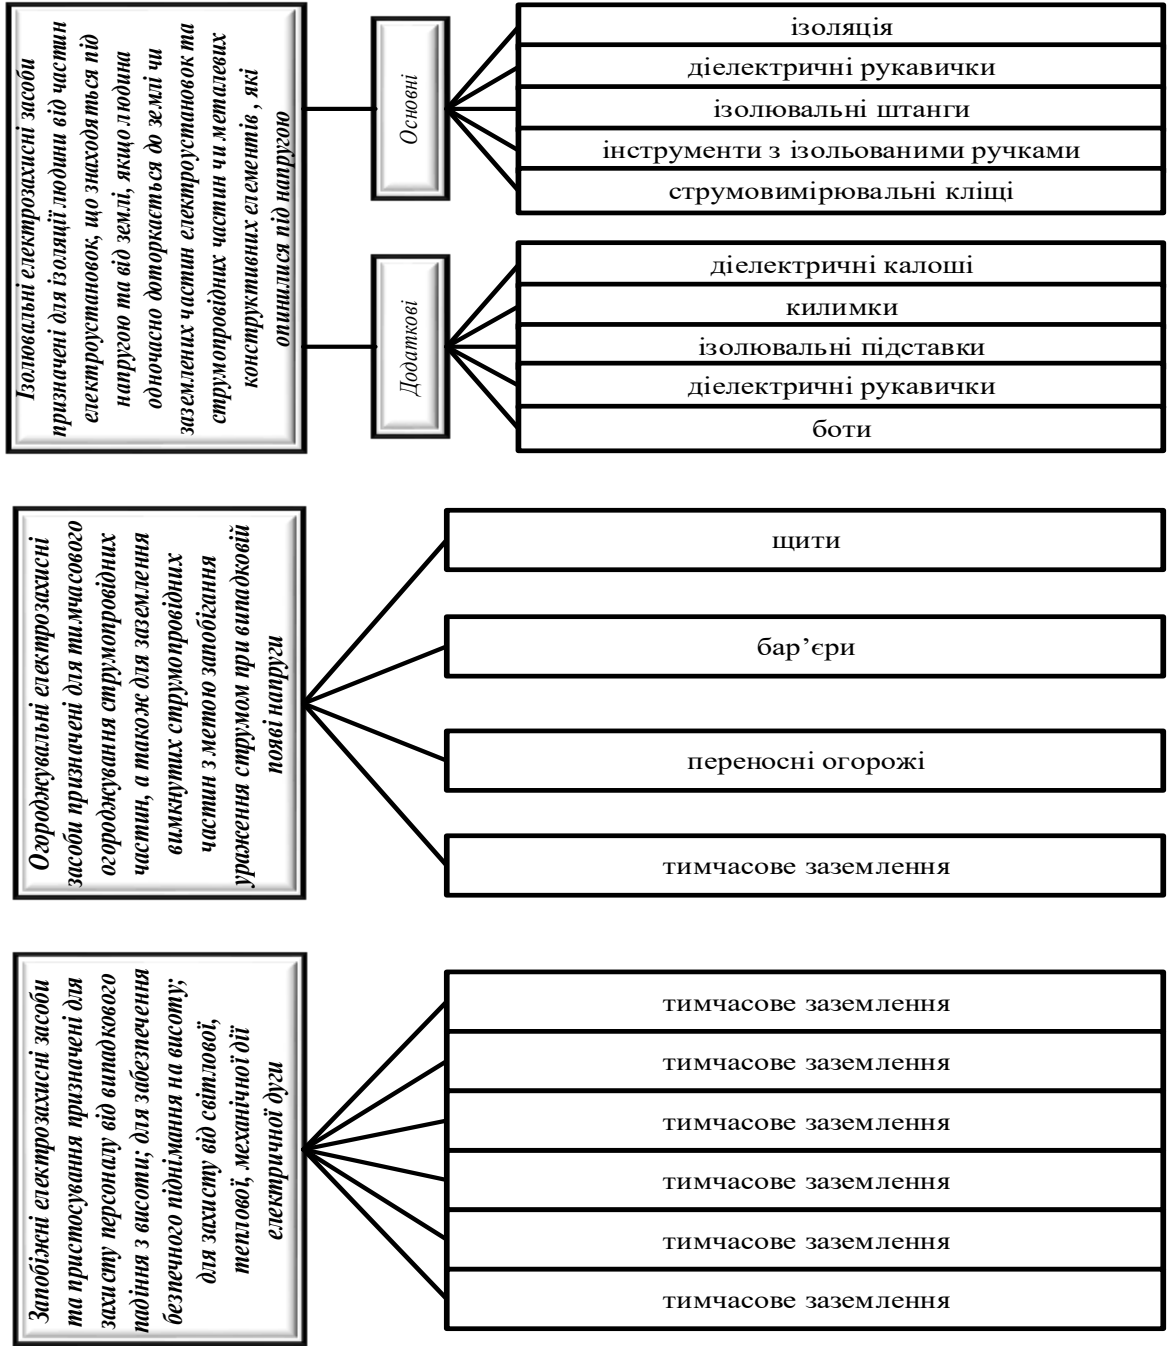 Ізолювальні електрозахисні засоби
призначені для ізоляції людини від частин
електроустановок, що знаходяться під
напругою та від землі, якщо людина
одночасно доторкається до землі чи
заземлених частин електроустановок та
струмопровідних частин чи металевих
конструктивних елементів , які
опинилися під напругою
Основні
ізоляція
діелектричні рукавички
ізолювальні штанги
інструменти з ізольованими ручками
струмовимірювальні кліщі
Додаткові
діелектричні калоші
килимки
ізолювальні підставки
діелектричні рукавички
боти
Огороджувальні електрозахисні
засоби призначені для тимчасового
огороджування струмопровідних
частин, а також для заземлення
вимкнутих струмопровідних
частин з метою запобігання
ураження струмом при випадковій
появі напруги
щити
бар’єри
переносні огорожі
тимчасове заземлення
Запобіжні електрозахисні засоби
та пристосування призначені для
захисту персоналу від випадкового
падіння з висоти; для забезпечення
безпечного піднімання на висоту;
для захисту від світлової,
теплової, механічної дії
електричної дуги
тимчасове заземлення
тимчасове заземлення
тимчасове заземлення
тимчасове заземлення
тимчасове заземлення
тимчасове заземлення